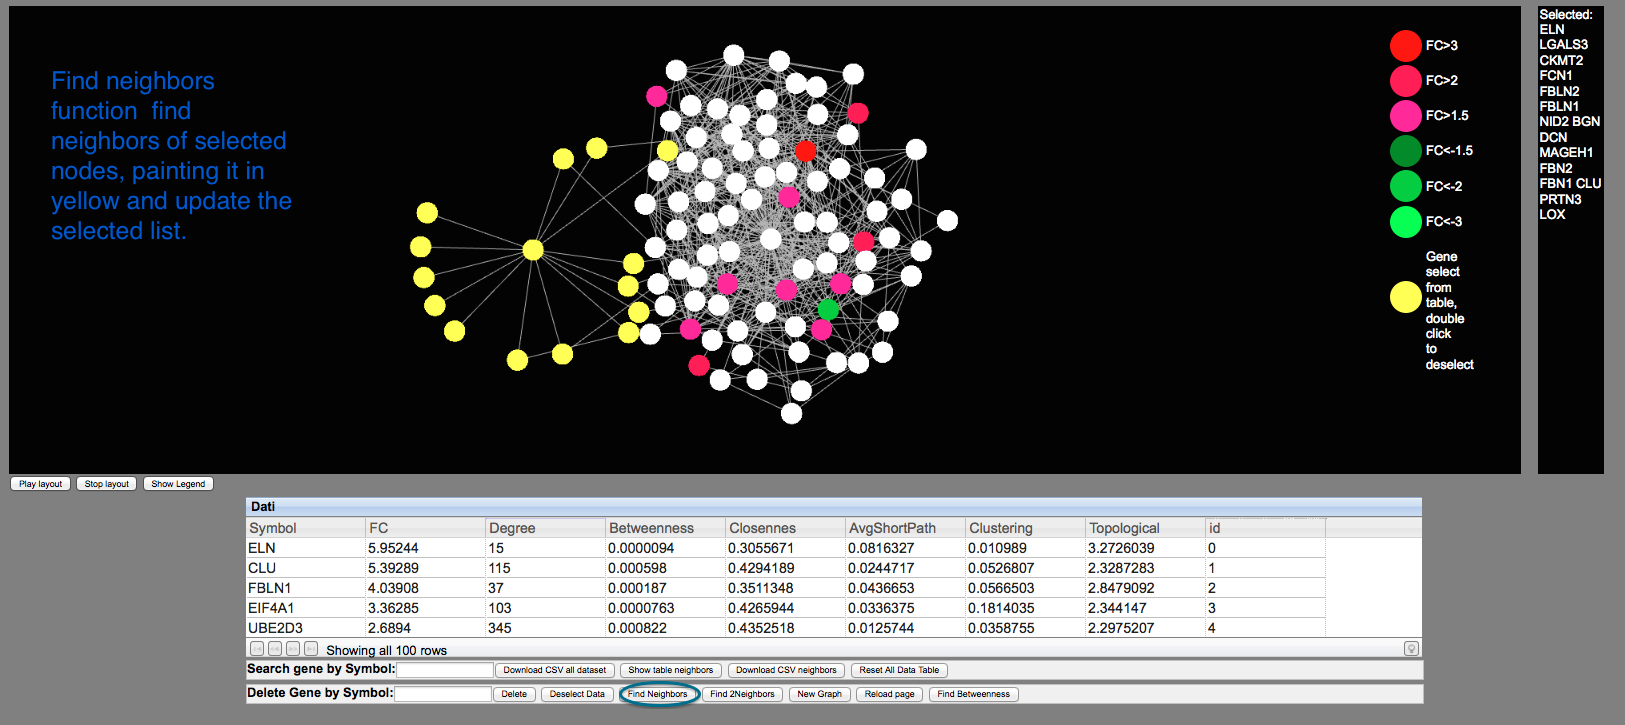 Find neighbors
function  find
neighbors of selected
nodes, painting it in
yellow and update the
selected list.
FC>3
FC>2
FC>1.5
FC<-1.5
FC<-2
FC<-3
Gene
select
from
table,
double
click
to
deselect
Selected:
ELN
LGALS3
CKMT2
FCN1
FBLN2
FBLN1
NID2 BGN
DCN
MAGEH1
FBN2
FBN1 CLU
PRTN3
LOX
Play layout Stop layout Show Legend
Dati
Symbol FC Degree Betweenness Closennes AvgShortPath Clustering Topological id
ELN 5.95244 15 0.0000094 0.3055671 0.0816327 0.010989 3.2726039 0
CLU 5.39289 115 0.000598 0.4294189 0.0244717 0.0526807 2.3287283 1
FBLN1 4.03908 37 0.000187 0.3511348 0.0436653 0.0566503 2.8479092 2
EIF4A1 3.36285 103 0.0000763 0.4265944 0.0336375 0.1814035 2.344147 3
UBE2D3 2.6894 345 0.000822 0.4352518 0.0125744 0.0358755 2.2975207 4
Showing all 100 rows
Search gene by Symbol: Download CSV all dataset Show table neighbors Download CSV neighbors Reset All Data Table
Delete Gene by Symbol: Delete Deselect Data Find Neighbors Find 2Neighbors New Graph Reload page Find Betweenness